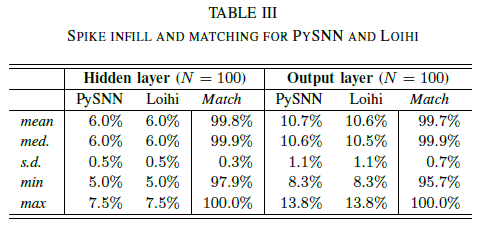 TABLE III
SPIKE INFILL AND MATCHING FOR PYSNN AND LOIHI
Hidden layer (N = 100) Output layer (N = 100)
PySNN Loihi Match PySNN Loihi Match
mean 6.0% 6.0% 99.8% 10.7% 10.6% 99.7%
med. 6.0% 6.0% 99.9% 10.6% 10.5% 99.9%
s.d. 0.5% 0.5% 0.3% 1.1% 1.1% 0.7%
min 5.0% 5.0% 97.9% 8.3% 8.3% 95.7%
max 7.5% 7.5% 100.0% 13.8% 13.8% 100.0%